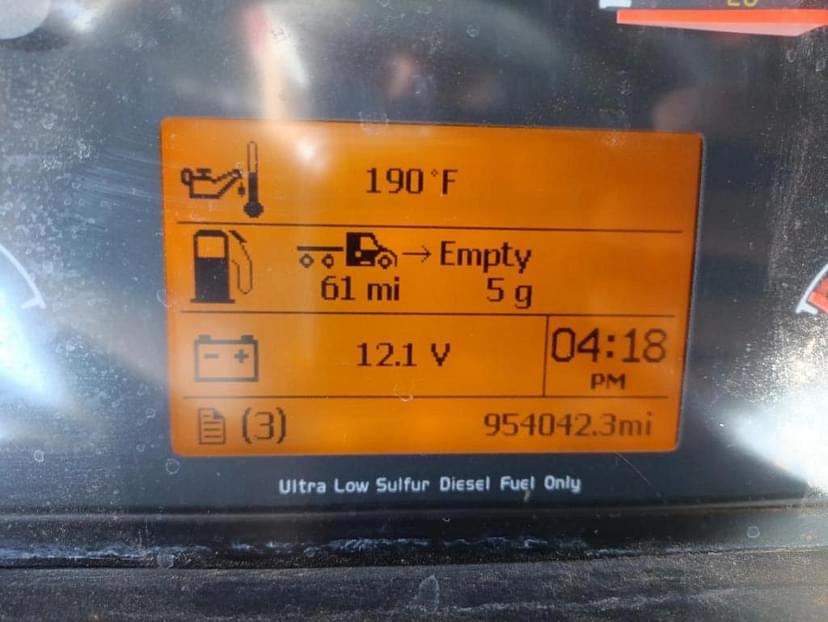 190°F
→ Empty
61 mi 5 g
12.1 V
04:18
PM
(3) 954042.3mi
Ultra Low Sulfur Diesel Fuel Only